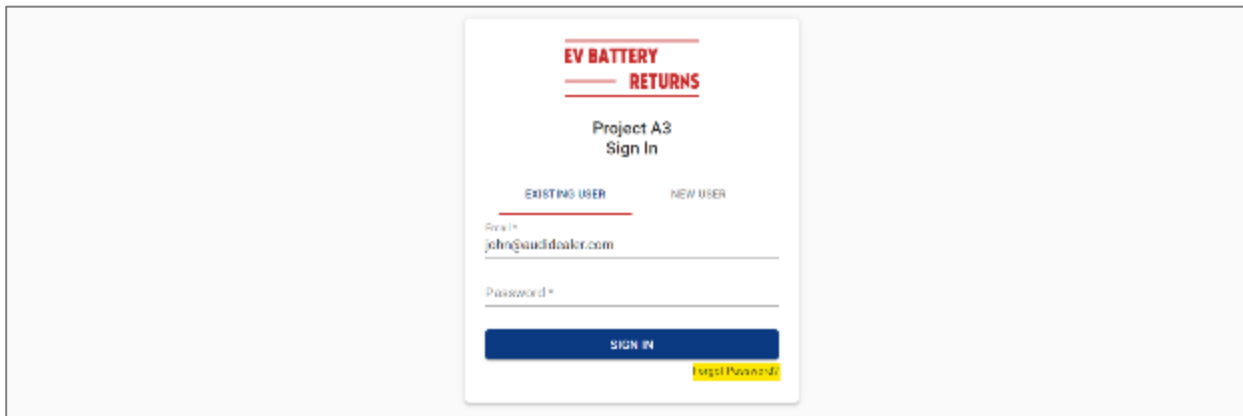 EV BATTERY
RETURNS
Project A3
Sign In
EXISTING USER NEW USER
Email *
john@audidealer.com
Password *
SIGN IN
Forgot Password?